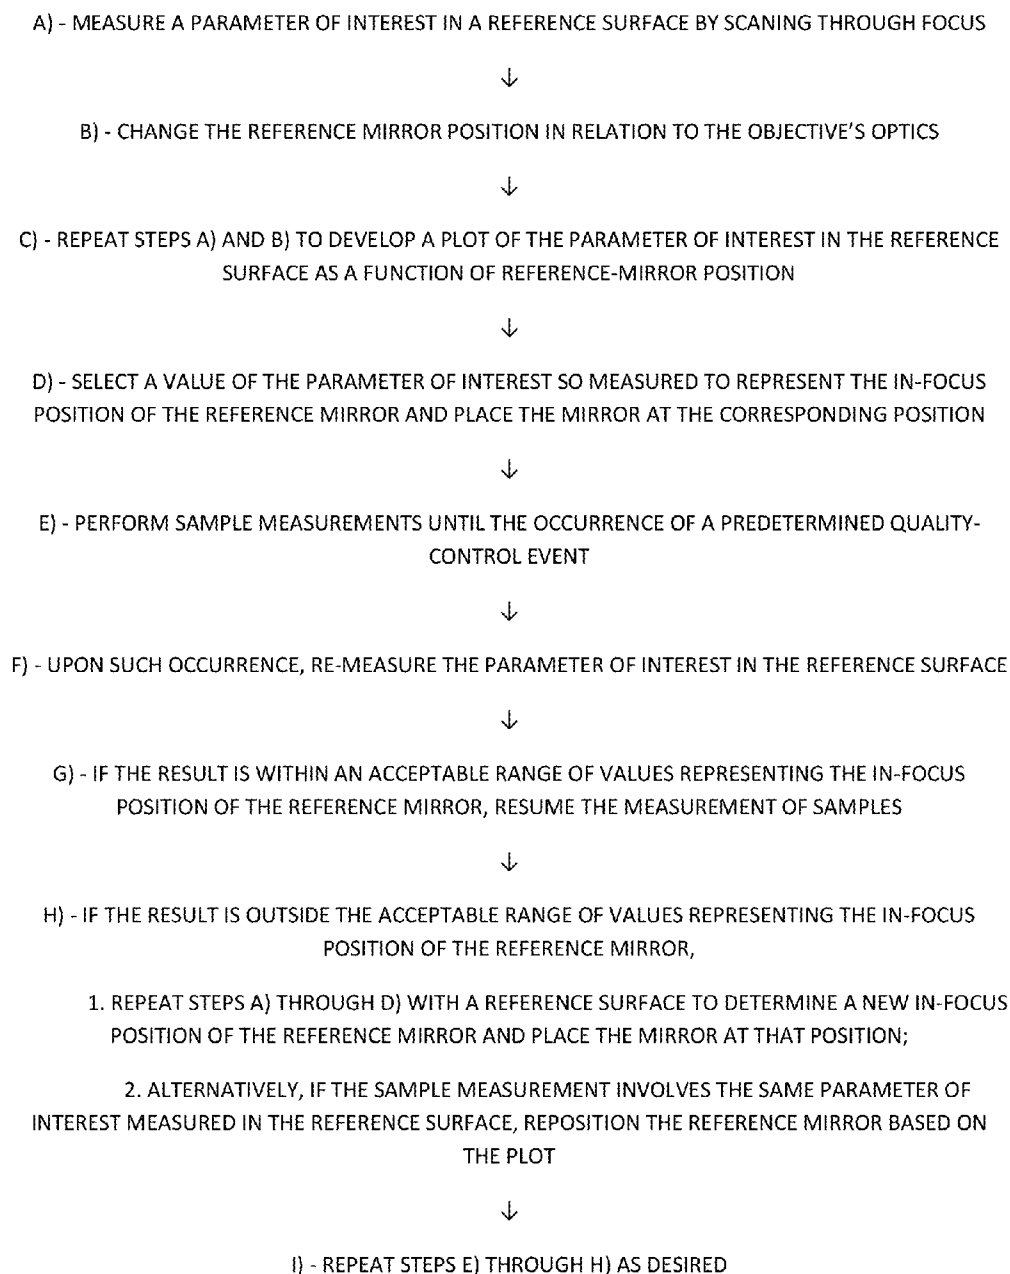 A) - MEASURE A PARAMETER OF INTEREST IN A REFERENCE SURFACE BY SCANING THROUGH FOCUS
↓
B) - CHANGE THE REFERENCE MIRROR POSITION IN RELATION TO THE OBJECTIVE'S OPTICS
↓
C) - REPEAT STEPS A) AND B) TO DEVELOP A PLOT OF THE PARAMETER OF INTEREST IN THE REFERENCE
SURFACE AS A FUNCTION OF REFERENCE-MIRROR POSITION
↓
D) - SELECT A VALUE OF THE PARAMETER OF INTEREST SO MEASURED TO REPRESENT THE IN-FOCUS
POSITION OF THE REFERENCE MIRROR AND PLACE THE MIRROR AT THE CORRESPONDING POSITION
↓
E) - PERFORM SAMPLE MEASUREMENTS UNTIL THE OCCURRENCE OF A PREDETERMINED QUALITY-
CONTROL EVENT
↓
F) - UPON SUCH OCCURRENCE, RE-MEASURE THE PARAMETER OF INTEREST IN THE REFERENCE SURFACE
↓
G) - IF THE RESULT IS WITHIN AN ACCEPTABLE RANGE OF VALUES REPRESENTING THE IN-FOCUS
POSITION OF THE REFERENCE MIRROR, RESUME THE MEASUREMENT OF SAMPLES
↓
H) - IF THE RESULT IS OUTSIDE THE ACCEPTABLE RANGE OF VALUES REPRESENTING THE IN-FOCUS
POSITION OF THE REFERENCE MIRROR,
1. REPEAT STEPS A) THROUGH D) WITH A REFERENCE SURFACE TO DETERMINE A NEW IN-FOCUS
POSITION OF THE REFERENCE MIRROR AND PLACE THE MIRROR AT THAT POSITION;
2. ALTERNATIVELY, IF THE SAMPLE MEASUREMENT INVOLVES THE SAME PARAMETER OF
INTEREST MEASURED IN THE REFERENCE SURFACE, REPOSITION THE REFERENCE MIRROR BASED ON
THE PLOT
↓
I) - REPEAT STEPS E) THROUGH H) AS DESIRED